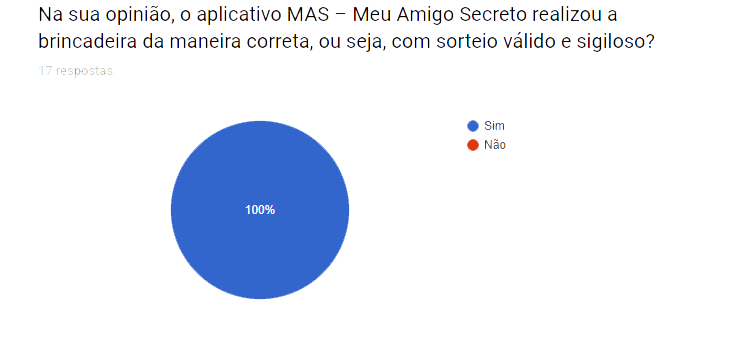 Na sua opinião, o aplicativo MAS – Meu Amigo Secreto realizou a
brincadeira da maneira correta, ou seja, com sorteio válido e sigiloso?
17 respostas
Sim
Não
100%